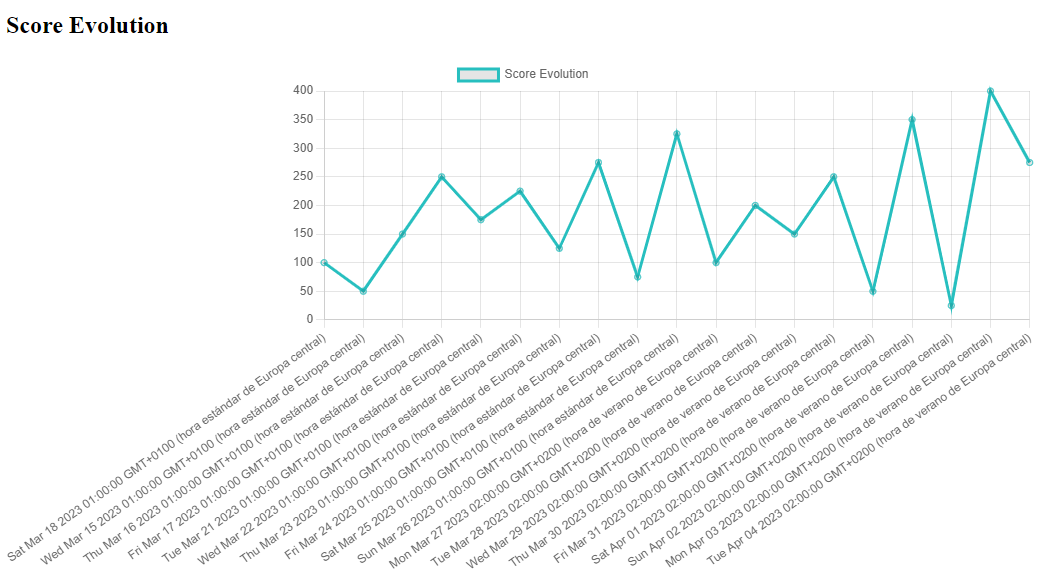 Score Evolution
Score Evolution
400
350
300
250
200
150
100
50
0
Sat Mar 18 2023 01:00:00 GMT+0100 (hora estándar de Europa central)
Wed Mar 15 2023 01:00:00 GMT+0100 (hora estándar de Europa central)
Thu Mar 16 2023 01:00:00 GMT+0100 (hora estándar de Europa central)
Fri Mar 17 2023 01:00:00 GMT+0100 (hora estándar de Europa central)
Tue Mar 21 2023 01:00:00 GMT+0100 (hora estándar de Europa central)
Wed Mar 22 2023 01:00:00 GMT+0100 (hora estándar de Europa central)
Thu Mar 23 2023 01:00:00 GMT+0100 (hora estándar de Europa central)
Fri Mar 24 2023 01:00:00 GMT+0100 (hora estándar de Europa central)
Sat Mar 25 2023 01:00:00 GMT+0100 (hora estándar de Europa central)
Sun Mar 26 2023 01:00:00 GMT+0100 (hora estándar de Europa central)
Mon Mar 27 2023 02:00:00 GMT+0200 (hora de verano de Europa central)
Tue Mar 28 2023 02:00:00 GMT+0200 (hora de verano de Europa central)
Wed Mar 29 2023 02:00:00 GMT+0200 (hora de verano de Europa central)
Thu Mar 30 2023 02:00:00 GMT+0200 (hora de verano de Europa central)
Fri Mar 31 2023 02:00:00 GMT+0200 (hora de verano de Europa central)
Sat Apr 01 2023 02:00:00 GMT+0200 (hora de verano de Europa central)
Sun Apr 02 2023 02:00:00 GMT+0200 (hora de verano de Europa central)
Mon Apr 03 2023 02:00:00 GMT+0200 (hora de verano de Europa central)
Tue Apr 04 2023 02:00:00 GMT+0200 (hora de verano de Europa central)